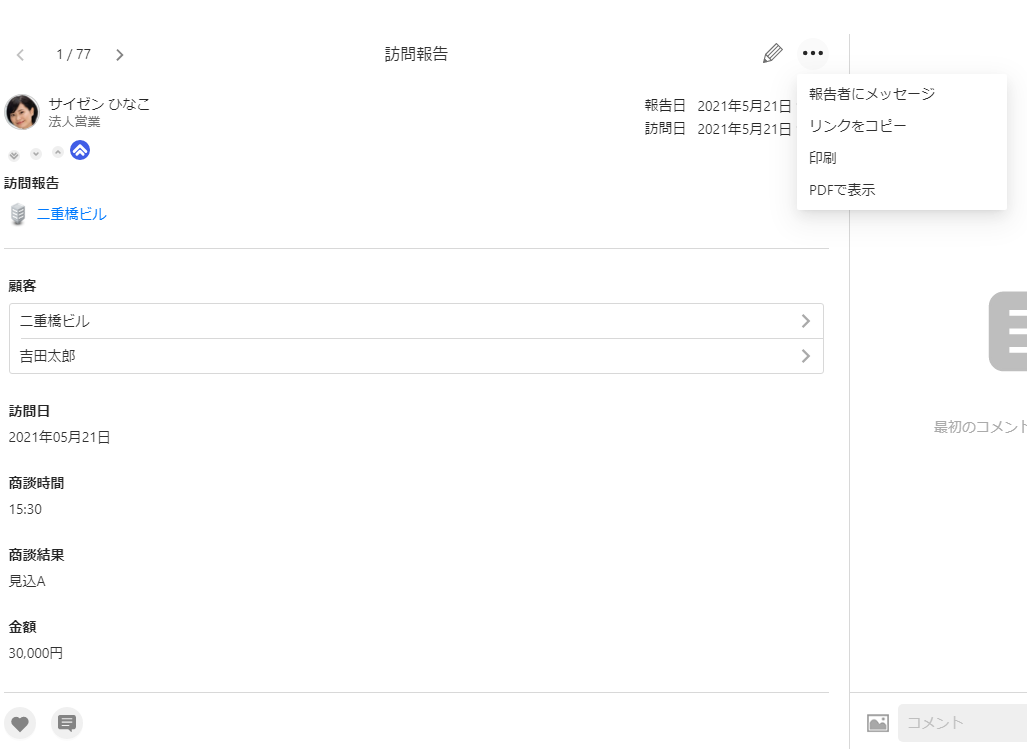 1 / 77
訪問報告
サイゼン ひなこ
法人営業
報告日 2021年5月21日
訪問日 2021年5月21日
報告者にメッセージ
リンクをコピー
印刷
PDFで表示
訪問報告
二重橋ビル
顧客
二重橋ビル
吉田太郎
訪問日
2021年05月21日
商談時間
15:30
商談結果
見込A
金額
30,000円
最初のコメント
コメント